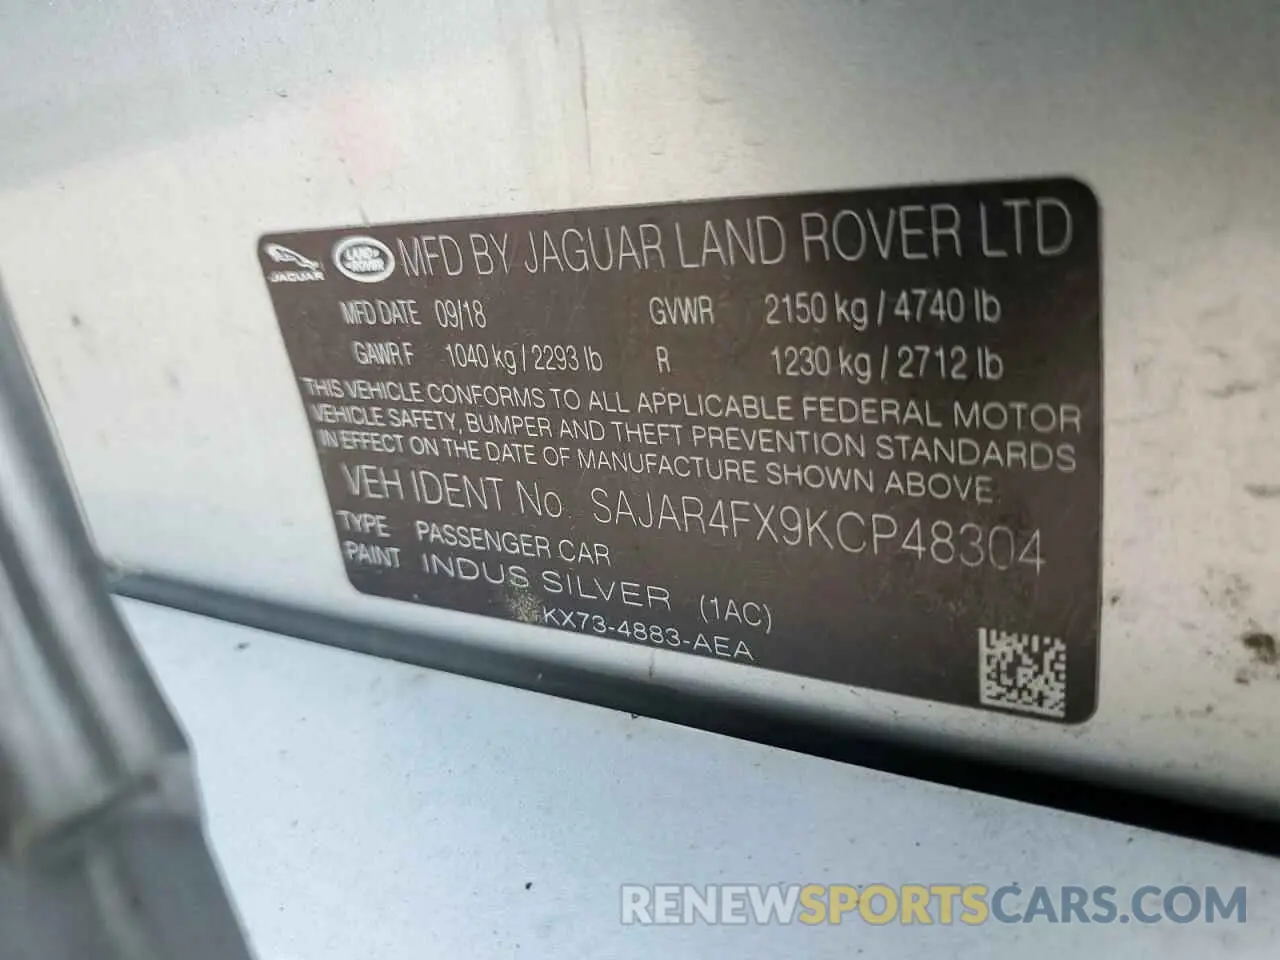 JAGUAR LAND ROVER MFD BY JAGUAR LAND ROVER LTD
MFD DATE 09/18 GVWR 2150 kg / 4740 lb
GAWR F 1040 kg / 2293 lb R 1230 kg / 2712 lb
THIS VEHICLE CONFORMS TO ALL APPLICABLE FEDERAL MOTOR
VEHICLE SAFETY, BUMPER AND THEFT PREVENTION STANDARDS
IN EFFECT ON THE DATE OF MANUFACTURE SHOWN ABOVE
VEH IDENT No. SAJAR4FX9KCP48304
TYPE PASSENGER CAR
PAINT INDUS SILVER (1AC)
KX73-4883-AEA
RENEWSPORTSCARS.COM